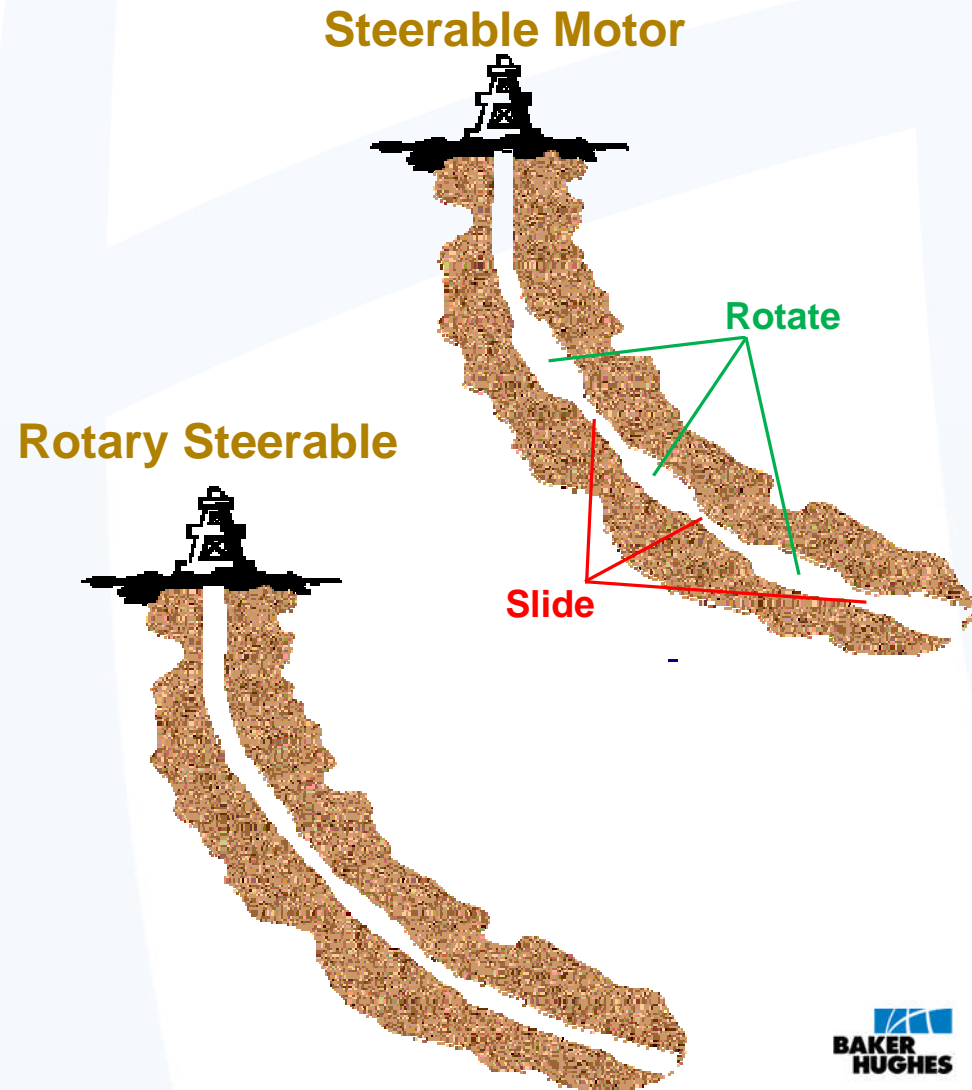 Steerable Motor
Rotate
Rotary Steerable
Slide
BAKER
HUGHES